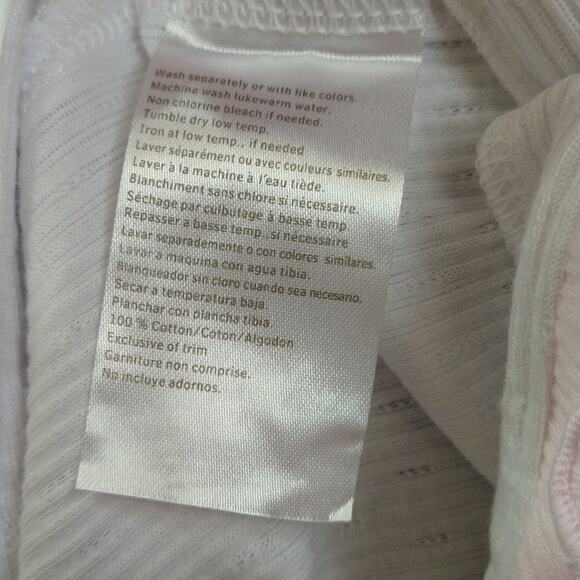 Wash separately or with like colors.
Machine wash lukewarm water.
Non chlorine bleach if needed.
Tumble dry low temp.
Iron at low temp., if needed
Laver séparément ou avec couleurs similaires.
Laver à la machine à l'eau tiède.
Blanchiment sans chlore si nécessaire.
Séchage par culbutage à basse temp
Repasser a basse temp. si nécessaire
Lavar separademente o con colores similares.
Lavar a maquina con agua tibia.
Blanqueador sin cloro cuando sea necesario.
Secar a temperatura baja.
Planchar con plancha tibia.
100 % Cotton/Coton/Algodon
Exclusive of trim
Garniture non comprise.
No incluye adornos.